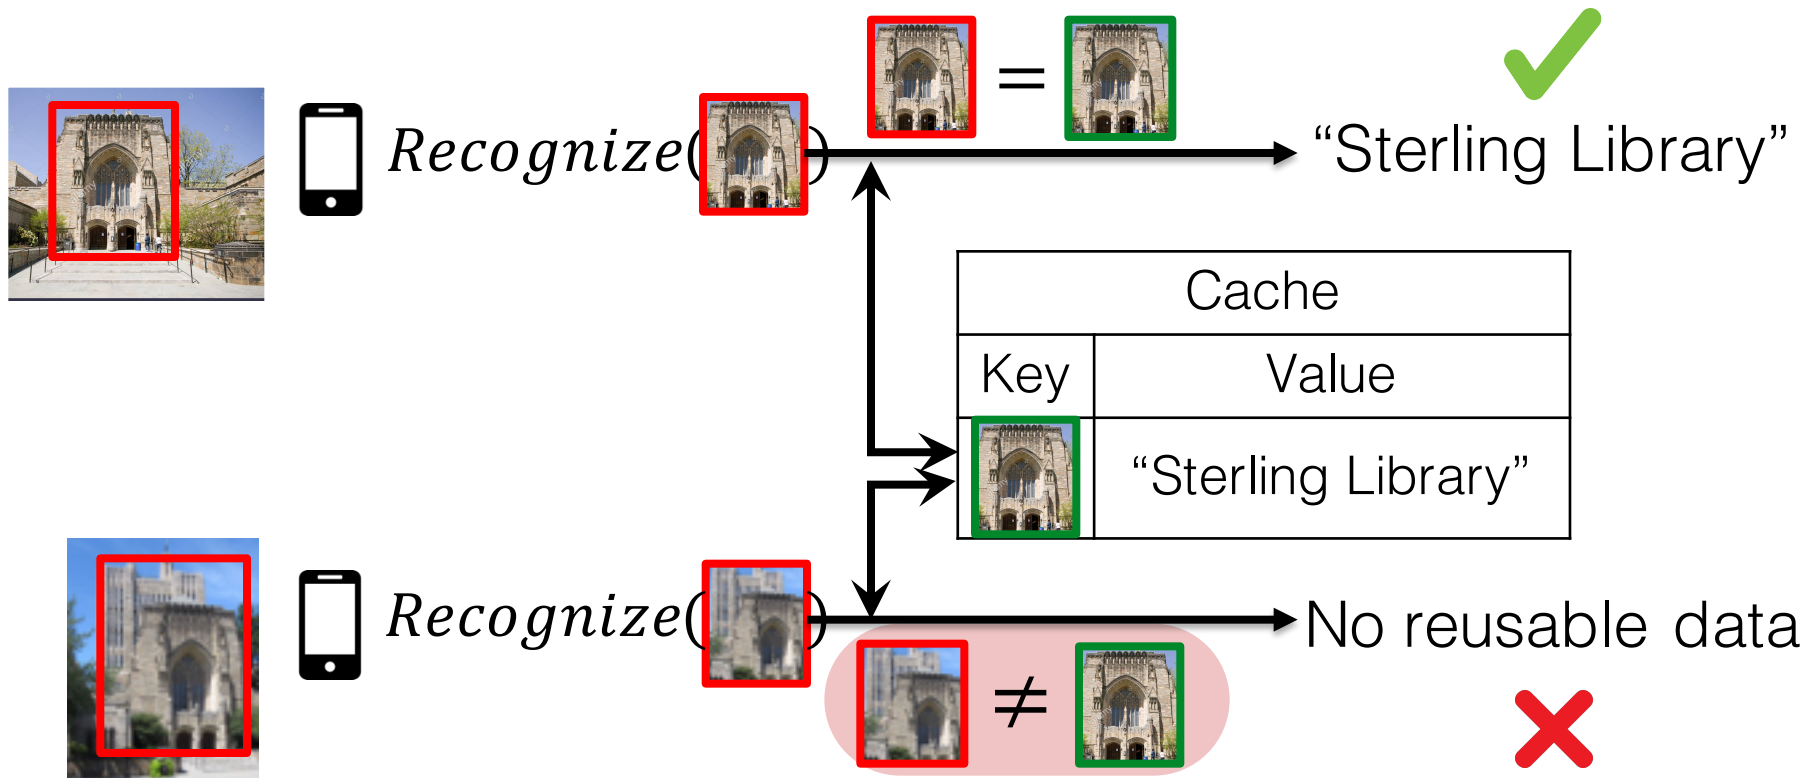 =
Recognize( )
“Sterling Library”
Cache
Key Value
“Sterling Library”
Recognize( )
No reusable data
≠